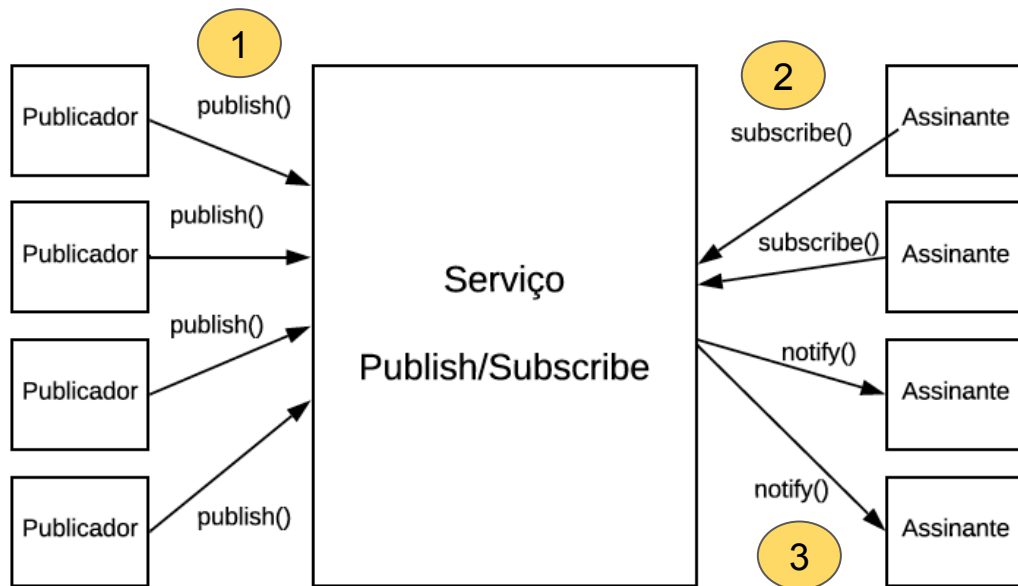 1
2
Publicador
publish()
subscribe()
Assinante
Publicador
publish()
subscribe()
Assinante
Serviço
Publish/Subscribe
Publicador
publish()
notify()
Assinante
Publicador
publish()
notify()
Assinante
3